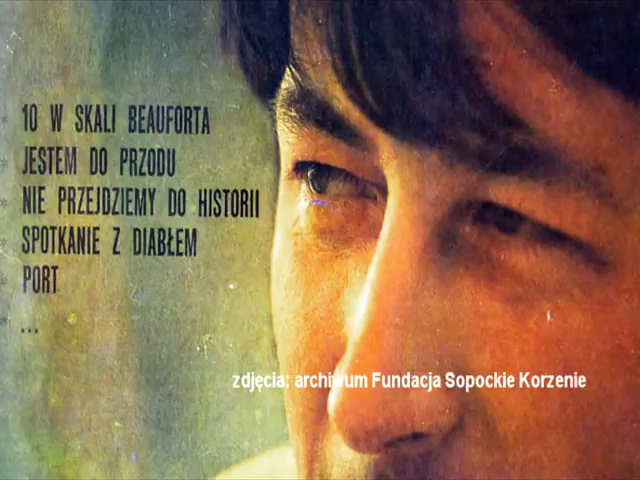 10 W SKALI BEAUFORTA
JESTEM DO PRZODU
NIE PRZEJDZIEMY DO HISTORII
SPOTKANIE Z DIABŁEM
PORT
...
zdjęcia: archiwum Fundacja Sopockie Korzenie